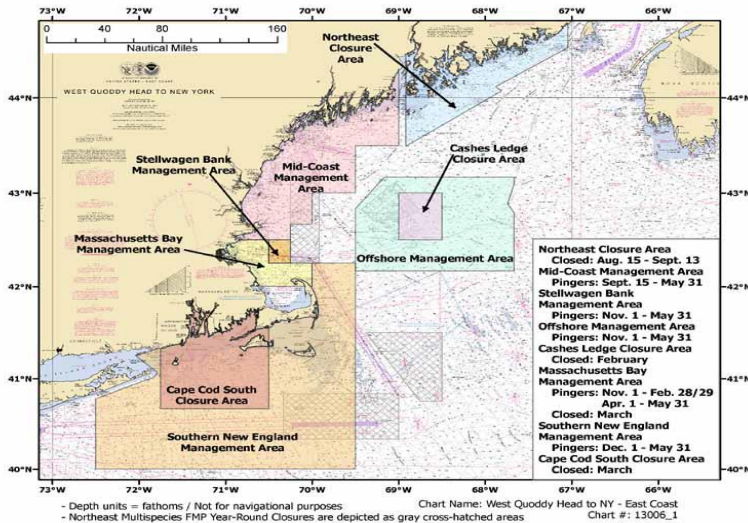 73°W
72°W
71°W
70°W
69°W
68°W
67°W
66°W
0 40 80 160
Nautical Miles
UNITED STATES - EAST COAST
WEST QUODDY HEAD TO NEW YORK
Northeast
Closure
Area
44°N
44°N
Stellwagen Bank
Management Area
Mid-Coast
Management
Area
Cashes Ledge
Closure Area
43°N
43°N
Massachusetts Bay
Management Area
Offshore Management Area
42°N
42°N
41°N
41°N
Cape Cod South
Closure Area
Southern New England
Management Area
40°N
40°N
Northeast Closure Area
Closed: Aug. 15 - Sept. 13
Mid-Coast Management Area
Pingers: Sept. 15 - May 31
Stellwagen Bank
Management Area
Pingers: Nov. 1 - May 31
Offshore Management Area
Pingers: Nov. 1 - May 31
Cashes Ledge Closure Area
Closed: February
Massachusetts Bay
Management Area
Pingers: Nov. 1 - Feb. 28/29
Apr. 1 - May 31
Closed: March
Southern New England
Management Area
Pingers: Dec. 1 - May 31
Cape Cod South Closure Area
Closed: March
73°W
72°W
71°W
70°W
69°W
68°W
67°W
66°W
- Depth units = fathoms / Not for navigational purposes
- Northeast Multispecies FMP Year-Round Closures are depicted as gray cross-hatched areas
Chart Name: West Quoddy Head to NY - East Coast
Chart #: 13006_1